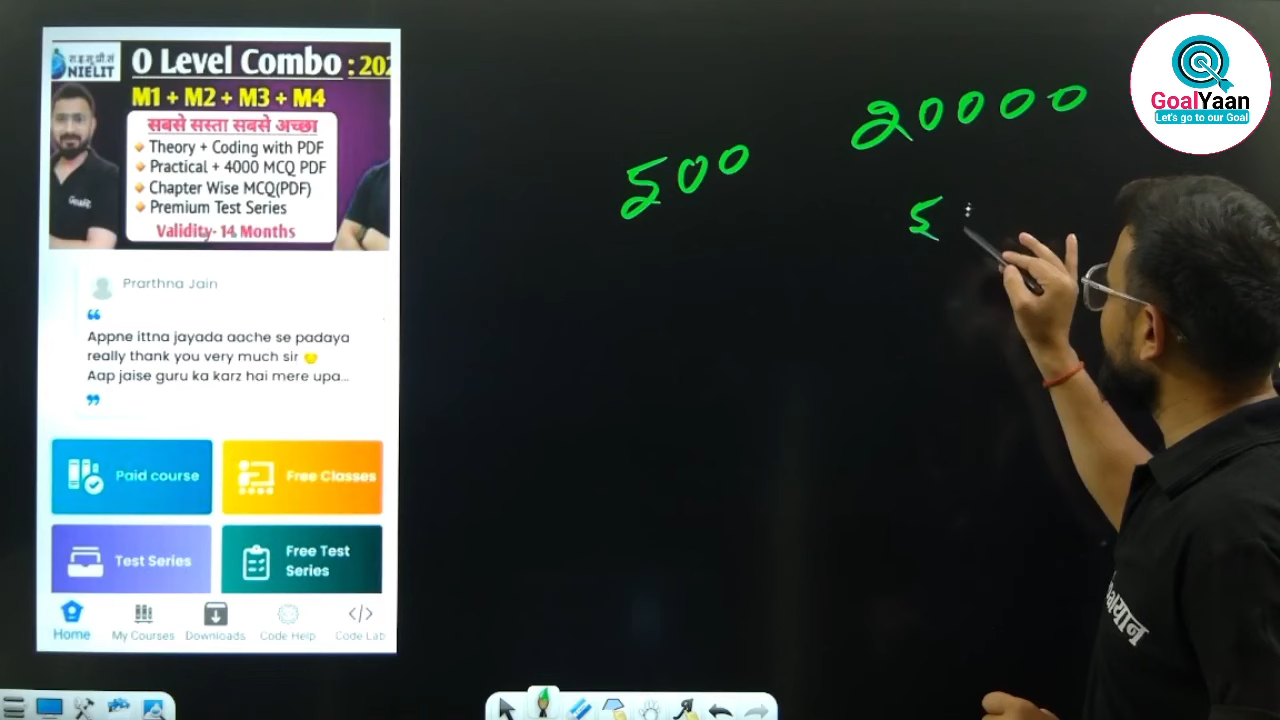 रा.इ.सू.प्रौ.सं
NIELIT
O Level Combo : 202
M1 + M2 + M3 + M4
सबसे सस्ता सबसे अच्छा
Theory + Coding with PDF
Practical + 4000 MCQ PDF
Chapter Wise MCQ(PDF)
Premium Test Series
Validity- 14 Months
Prarthna Jain
“
Appne ittna jayada aache se padaya
really thank you very much sir
Aap jaise guru ka karz hai mere upa...
”
Paid course
Free Classes
Test Series
Free Test
Series
Home
My Courses
Downloads
Code Help
Code Lab
500
20000
5
GoalYaan
Let's go to our Goal